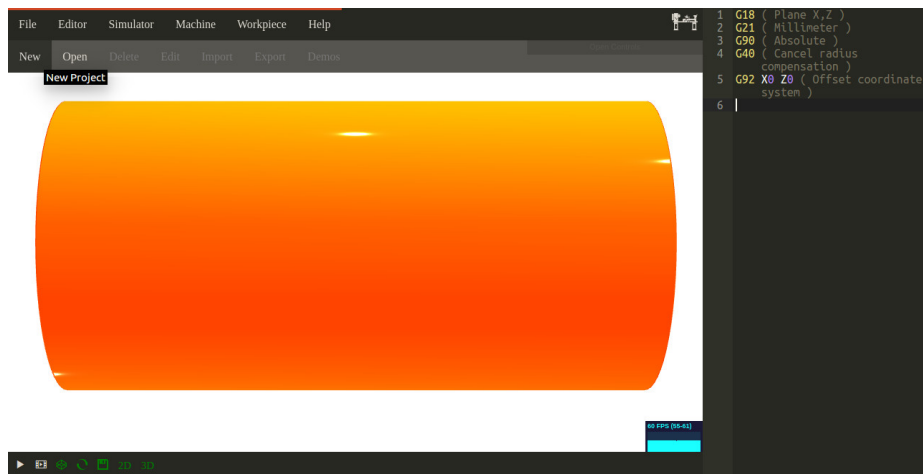 File Editor Simulator Machine Workpiece Help
New Open Delete Edit Import Export Demos
Open Controls
New Project
1 G18 ( Plane X,Z )
2 G21 ( Millimeter )
3 G90 ( Absolute )
4 G40 ( Cancel radius
compensation )
5 G92 X0 Z0 ( Offset coordinate
system )
6
60 FPS (55-61)
2D 3D